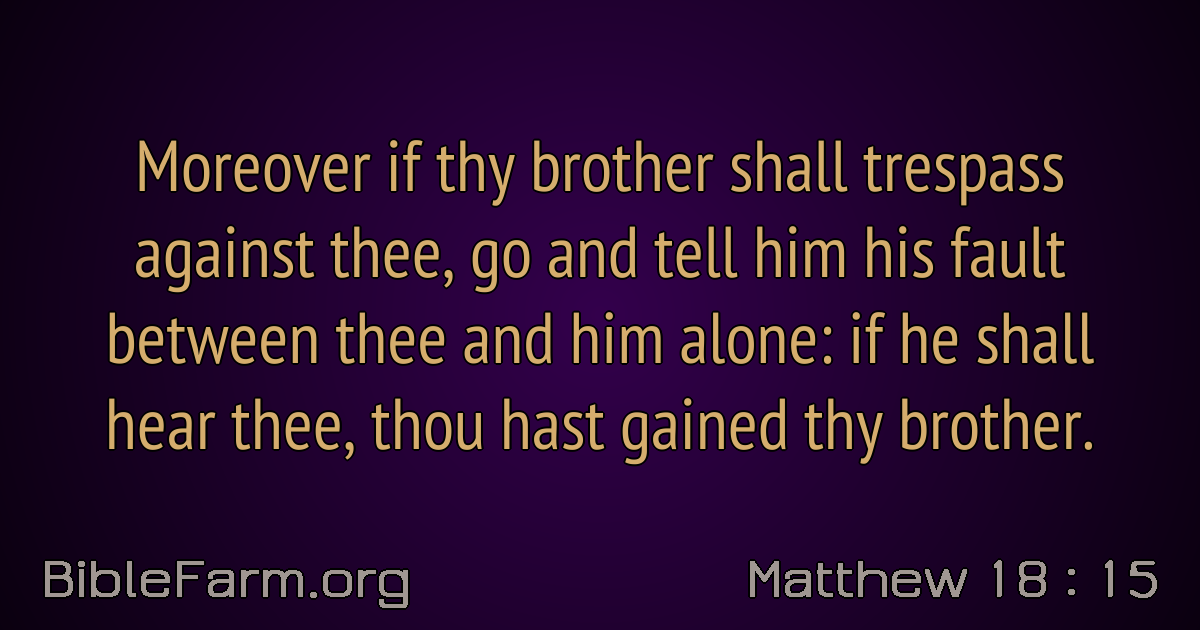 Moreover if thy brother shall trespass
against thee, go and tell him his fault
between thee and him alone: if he shall
hear thee, thou hast gained thy brother.
BibleFarm.org
Matthew 18 : 15